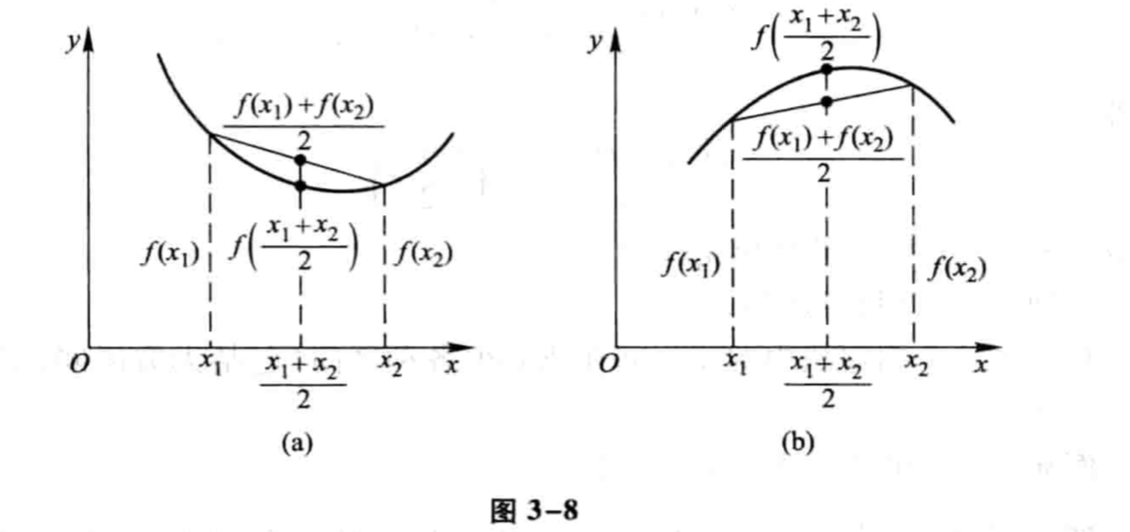 y
f(x₁)+f(x₂)
2
f(x₁)
f(x₁+x₂/2)
f(x₂)
O
x₁
x₁+x₂
2
x₂
x
(a)
y
f(x₁+x₂/2)
f(x₁)+f(x₂)
2
f(x₁)
f(x₂)
O
x₁
x₁+x₂
2
x₂
x
(b)
图 3-8